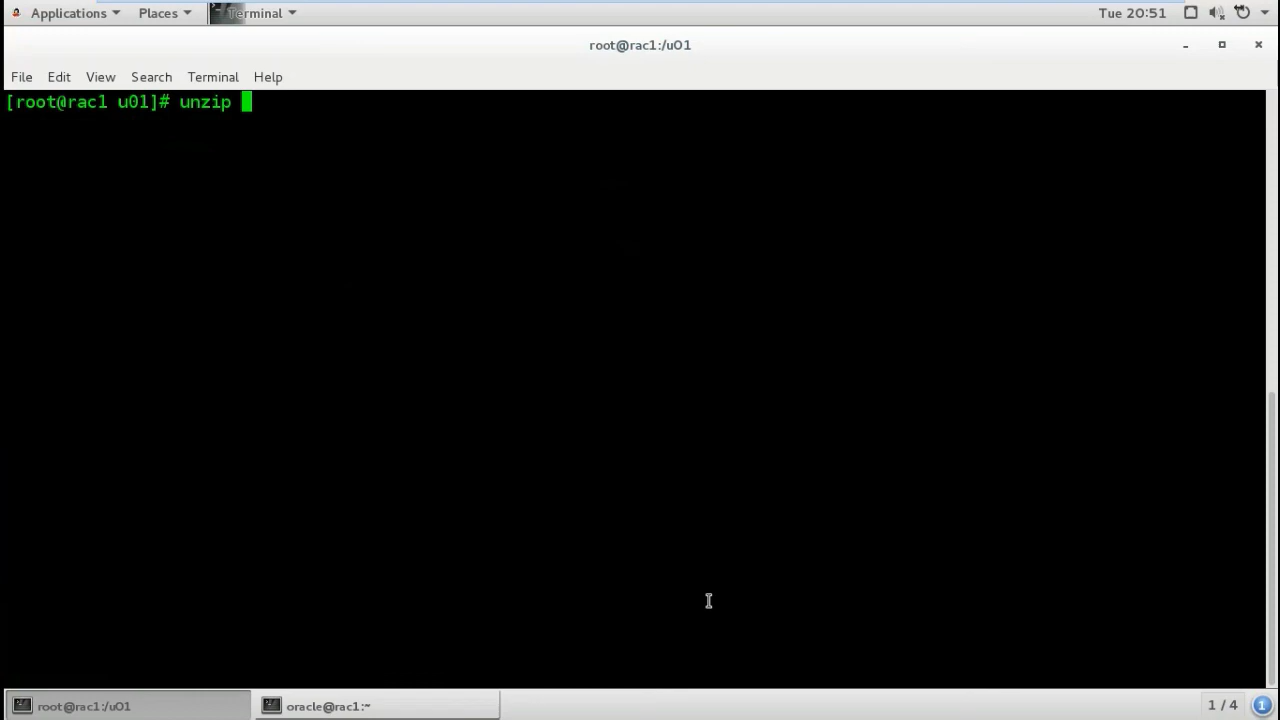 Applications Places Terminal Tue 20:51
root@rac1:/u01
File Edit View Search Terminal Help
[root@rac1 u01]# unzip
root@rac1:/u01 oracle@rac1:~ 1 / 4 1